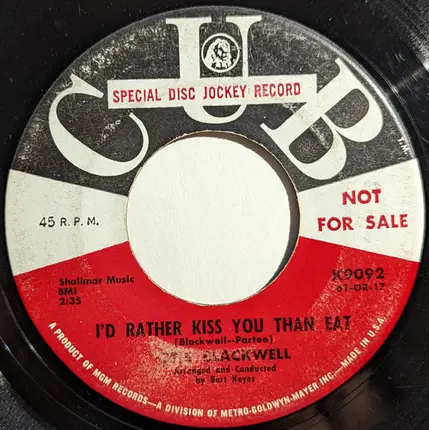 CUB
SPECIAL DISC JOCKEY RECORD
T.M.
45 R. P. M.
NOT
FOR SALE
Shalimar Music
BMI
2:35
K9092
61-OR-17
I'D RATHER KISS YOU THAN EAT
(Blackwell--Partee)
OTIS BLACKWELL
Arranged and Conducted
by Bert Keyes
A PRODUCT OF MGM RECORDS—A DIVISION OF METRO-GOLDWYN-MAYER INC.—MADE IN U.S.A.